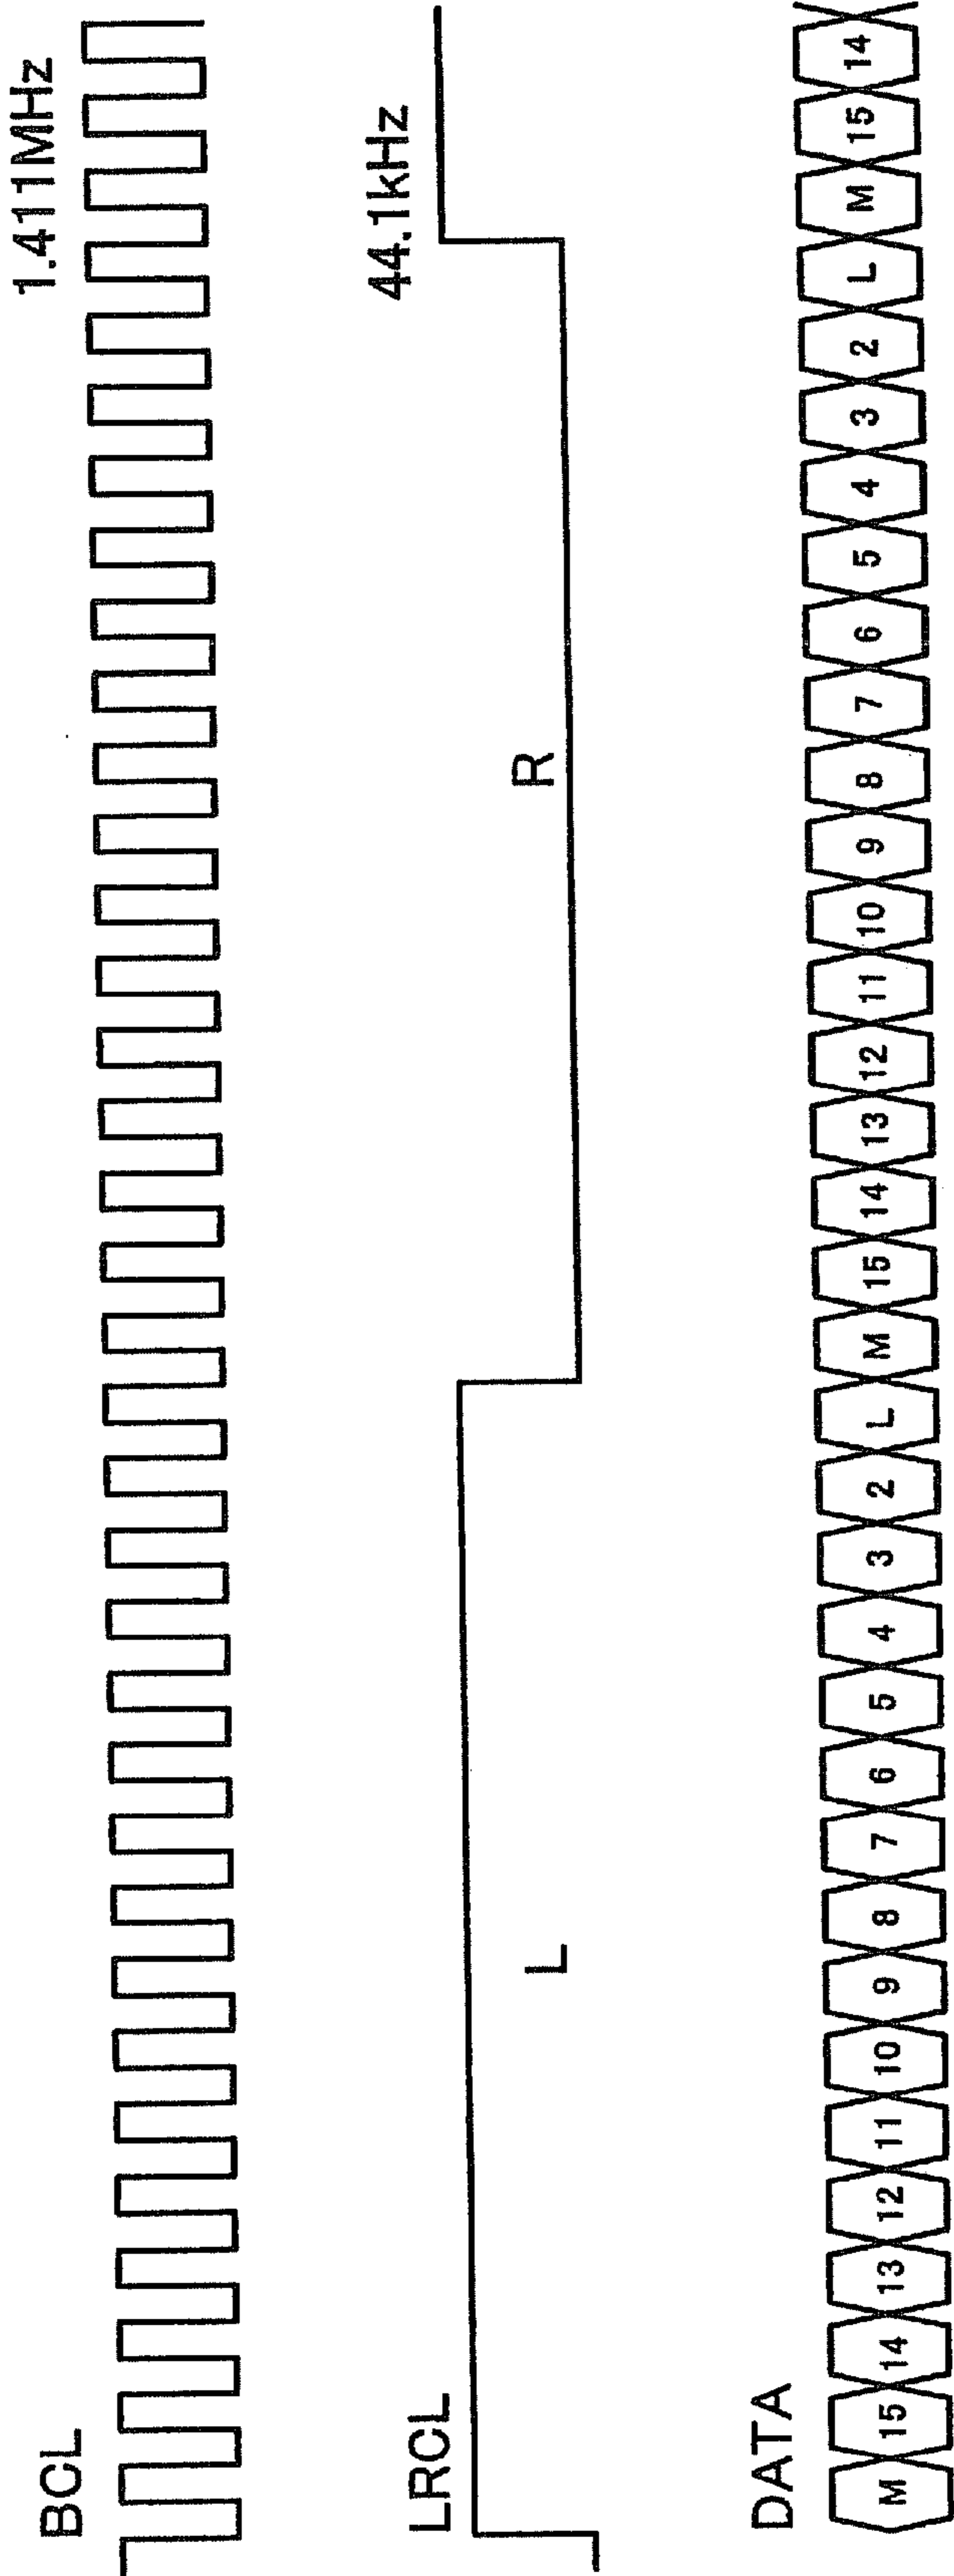 BCL 1.411MHz
LRCL 44.1kHz
L R
DATA
M 15 14 13 12 11 10 9 8 7 6 5 4 3 2 L M 15 14 13 12 11 10 9 8 7 6 5 4 3 2 L M 15 14